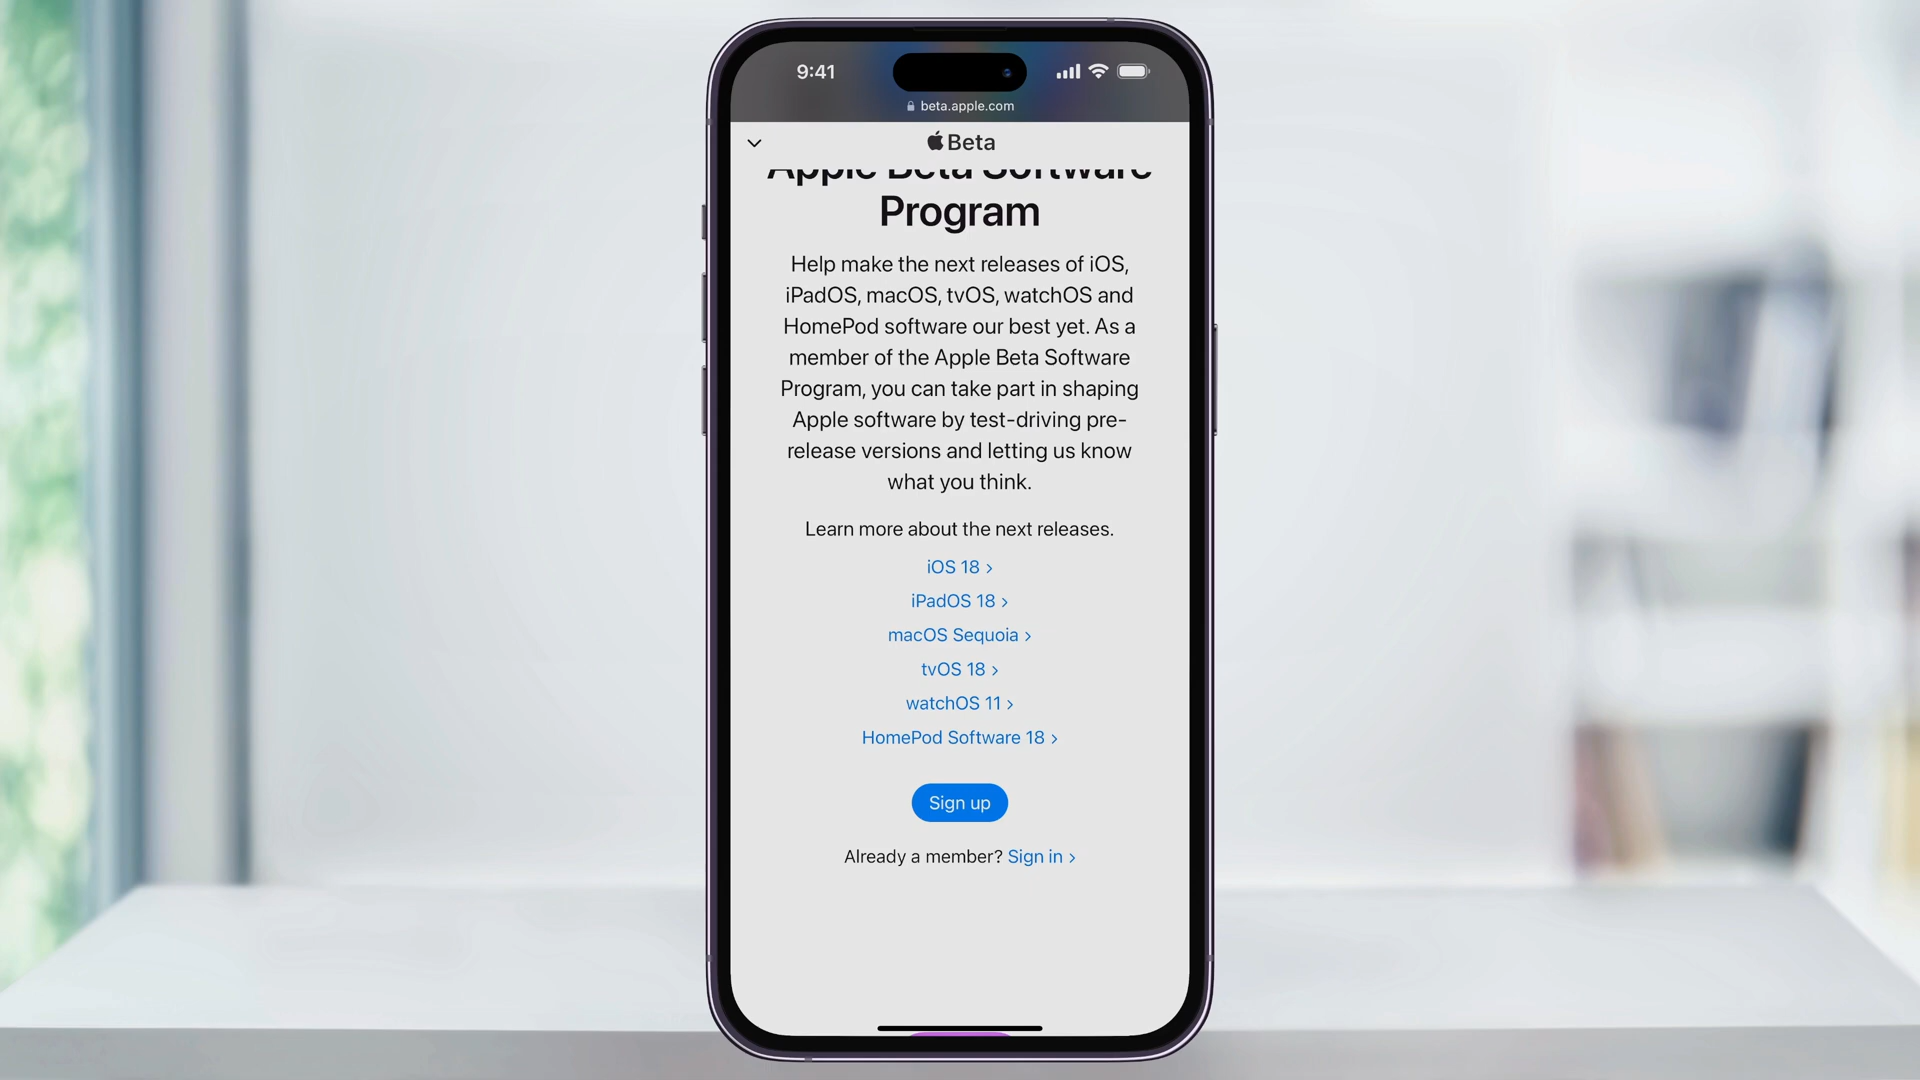 9:41
beta.apple.com
Beta
Apple Beta Software
Program
Help make the next releases of iOS,
iPadOS, macOS, tvOS, watchOS and
HomePod software our best yet. As a
member of the Apple Beta Software
Program, you can take part in shaping
Apple software by test-driving pre-
release versions and letting us know
what you think.
Learn more about the next releases.
iOS 18 >
iPadOS 18 >
macOS Sequoia >
tvOS 18 >
watchOS 11 >
HomePod Software 18 >
Sign up
Already a member? Sign in >